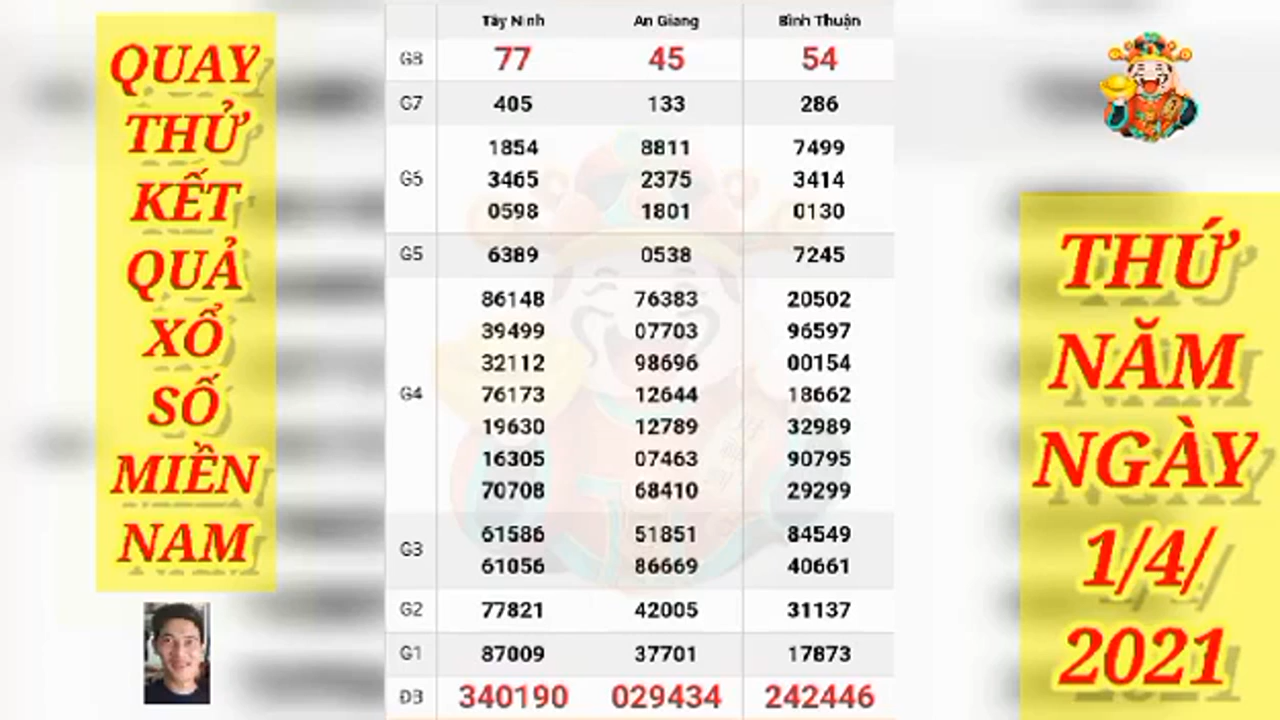 QUAY
THỬ
KẾT
QUẢ
XỔ
SỐ
MIỀN
NAM
Tây Ninh An Giang Bình Thuận
G8 77 45 54
G7 405 133 286
1854 8811 7499
G5 3465 2375 3414
0598 1801 0130
G5 6389 0538 7245
86148 76383 20502
39499 07703 96597
32112 98696 00154
G4 76173 12644 18662
19630 12789 32989
16305 07463 90795
70708 68410 29299
G3 61586 51851 84549
61056 86669 40661
G2 77821 42005 31137
G1 87009 37701 17873
ĐB 340190 029434 242446
THỨ
NĂM
NGÀY
1/4/
2021